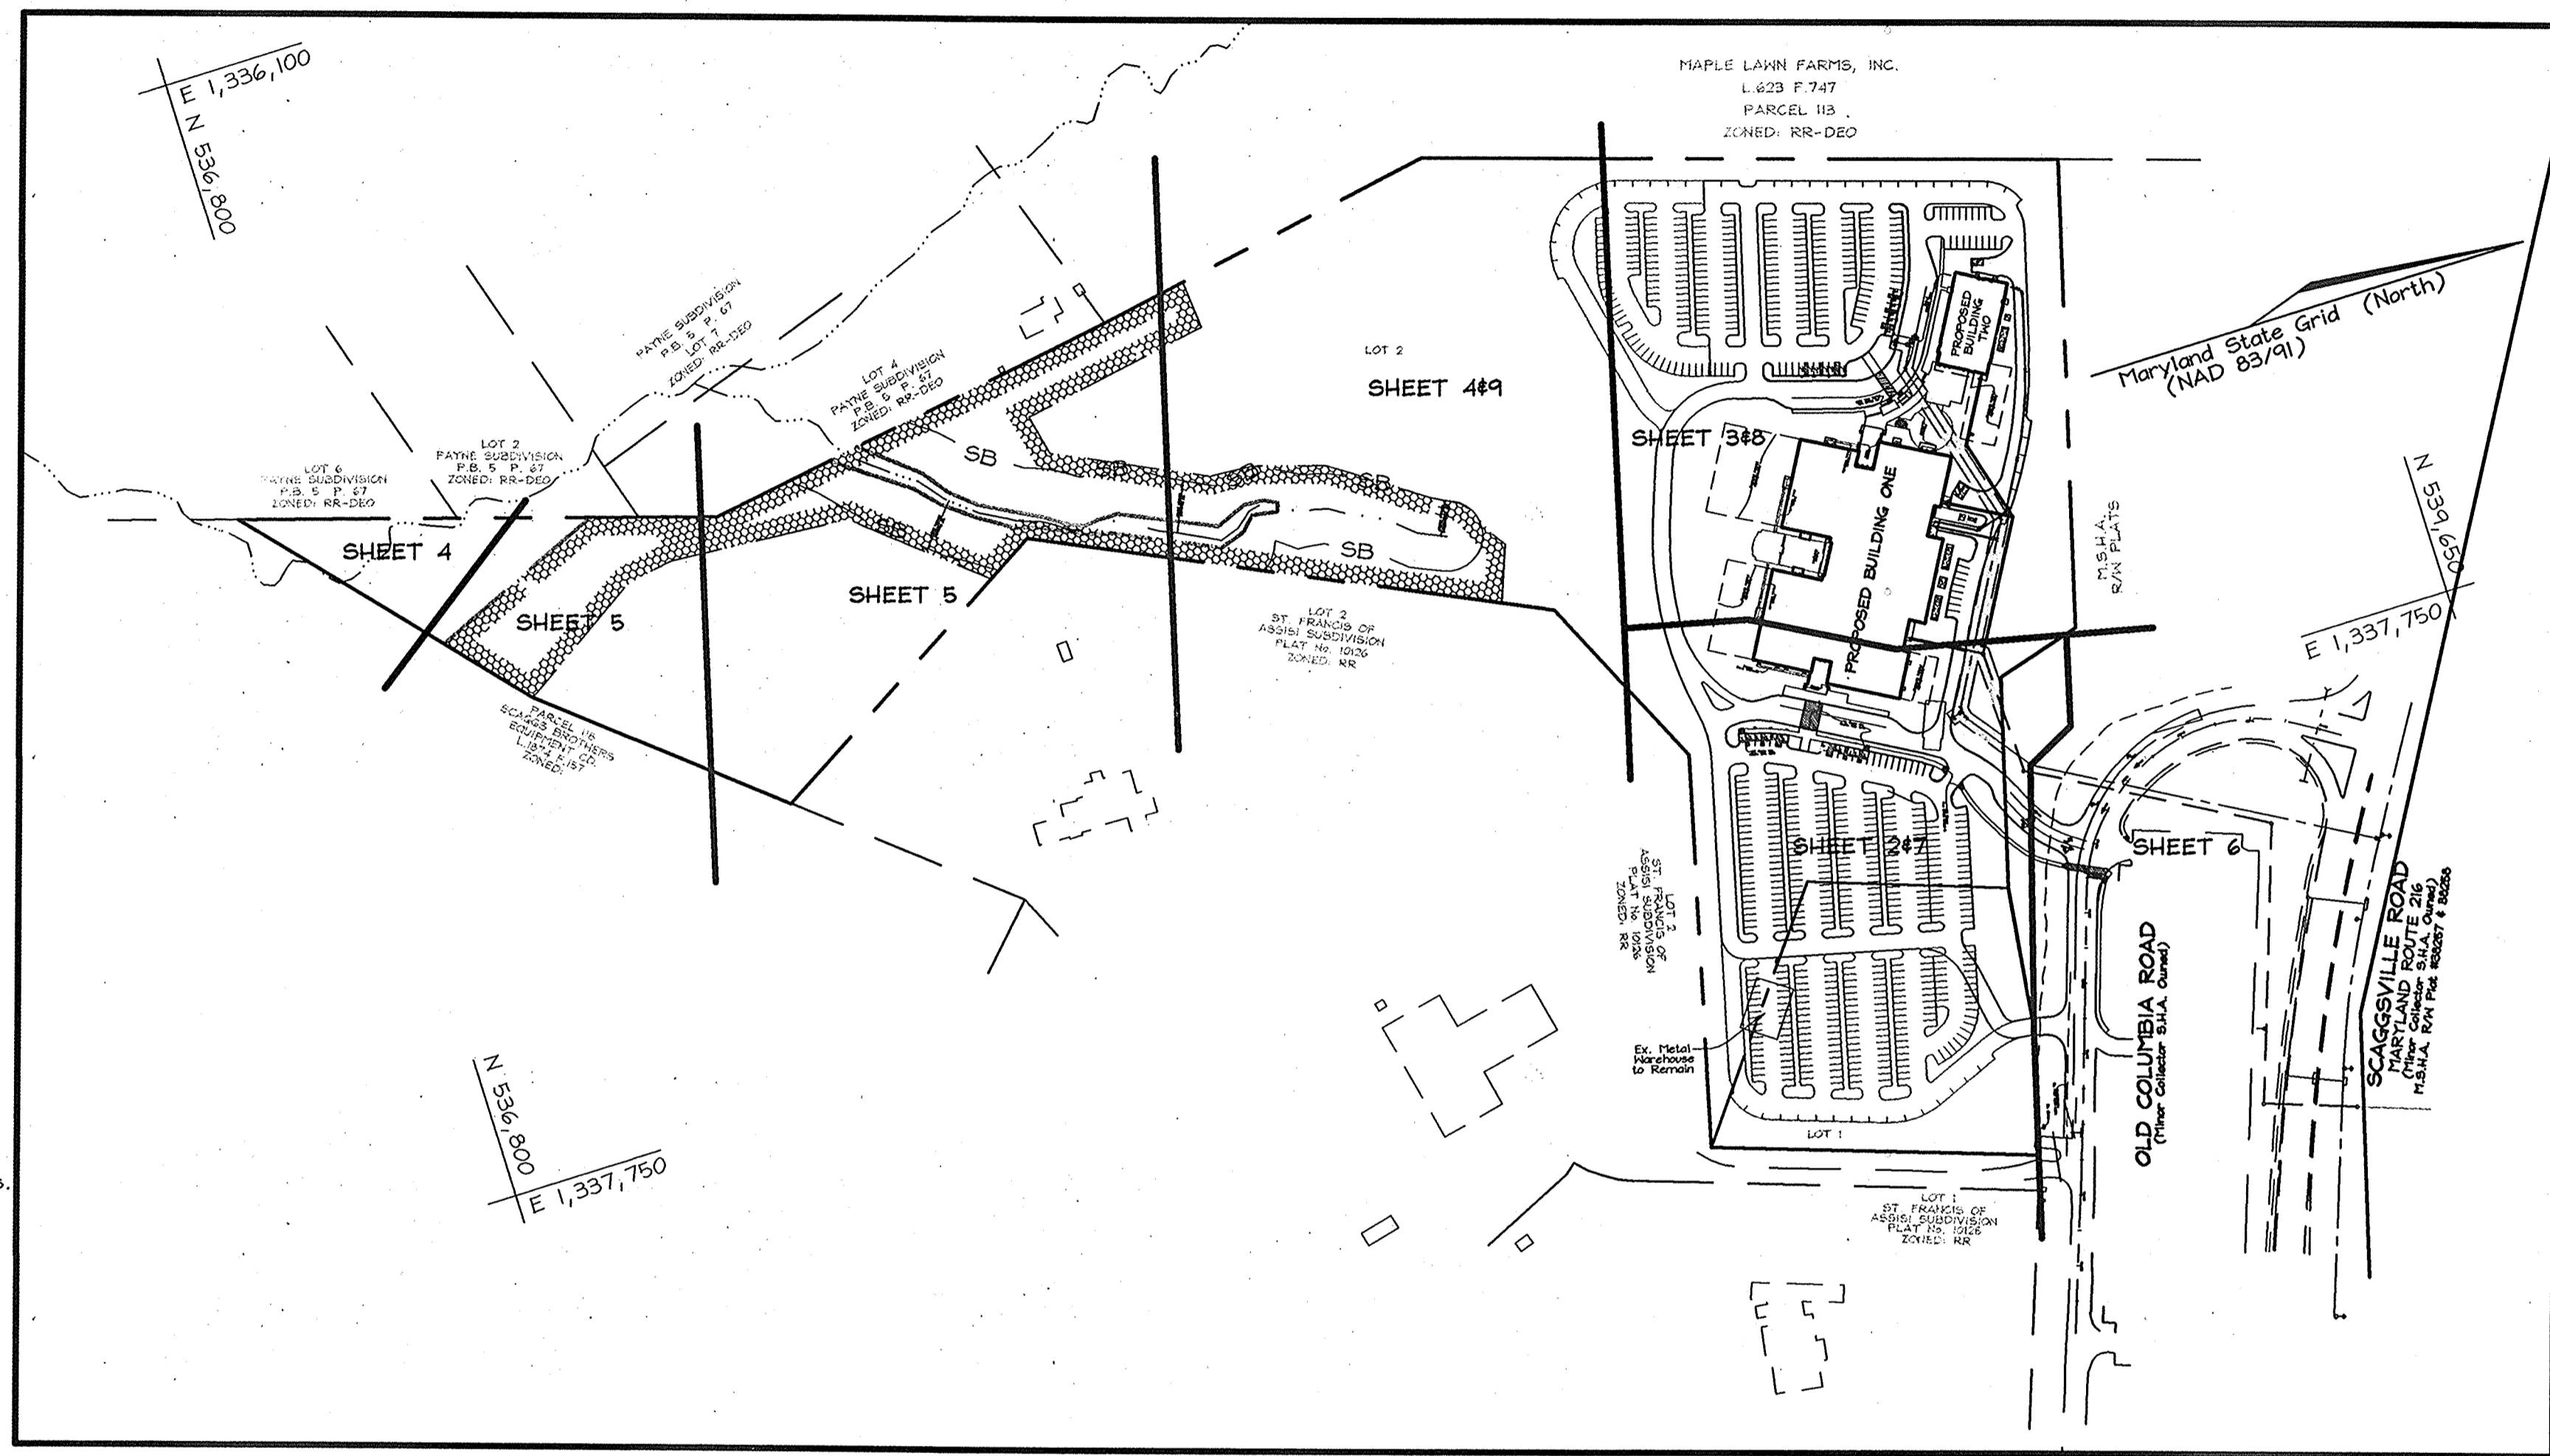 E 1,336,100
N 536,800
MAPLE LAWN FARMS, INC.
L.623 F.747
PARCEL 113
ZONED: RR-DEO
Maryland State Grid (North)
(NAD 83/91)
PAYNE SUBDIVISION
P.B. 5 P. 67
LOT 7
ZONED: RR-DEO
LOT 4
PAYNE SUBDIVISION
P.B. 5 P. 67
ZONED: RR-DEO
LOT 2
PAYNE SUBDIVISION
P.B. 5 P. 67
ZONED: RR-DEO
LOT 6
PAYNE SUBDIVISION
P.B. 5 P. 67
ZONED: RR-DEO
LOT 2
SHEET 4&9
SHEET 3&8
PROPOSED
BUILDING
TWO
PROPOSED BUILDING ONE
SB
SB
SB
SB
SB
SB
SHEET 4
SHEET 5
SHEET 5
M.S.H.A.
R/W PLATS
N 539,650
E 1,337,750
LOT 2
ST. FRANCIS OF
ASSISI SUBDIVISION
PLAT No. 10126
ZONED: RR
PARCEL 116
SCAGGS BROTHERS
EQUIPMENT CO.
L.1874 F.157
ZONED:
SHEET 2&7
SHEET 6
LOT 2
ST. FRANCIS OF
ASSISI SUBDIVISION
PLAT No. 10126
ZONED: RR
Ex. Metal
Warehouse
to Remain
OLD COLUMBIA ROAD
(Minor Collector S.H.A. Owned)
SCAGGSVILLE ROAD
MARYLAND ROUTE 216
(Minor Collector S.H.A. Owned)
M.S.H.A. R/W Plat #38257 & 38258
N 536,800
E 1,337,750
LOT 1
LOT 1
ST. FRANCIS OF
ASSISI SUBDIVISION
PLAT No. 10126
ZONED: RR